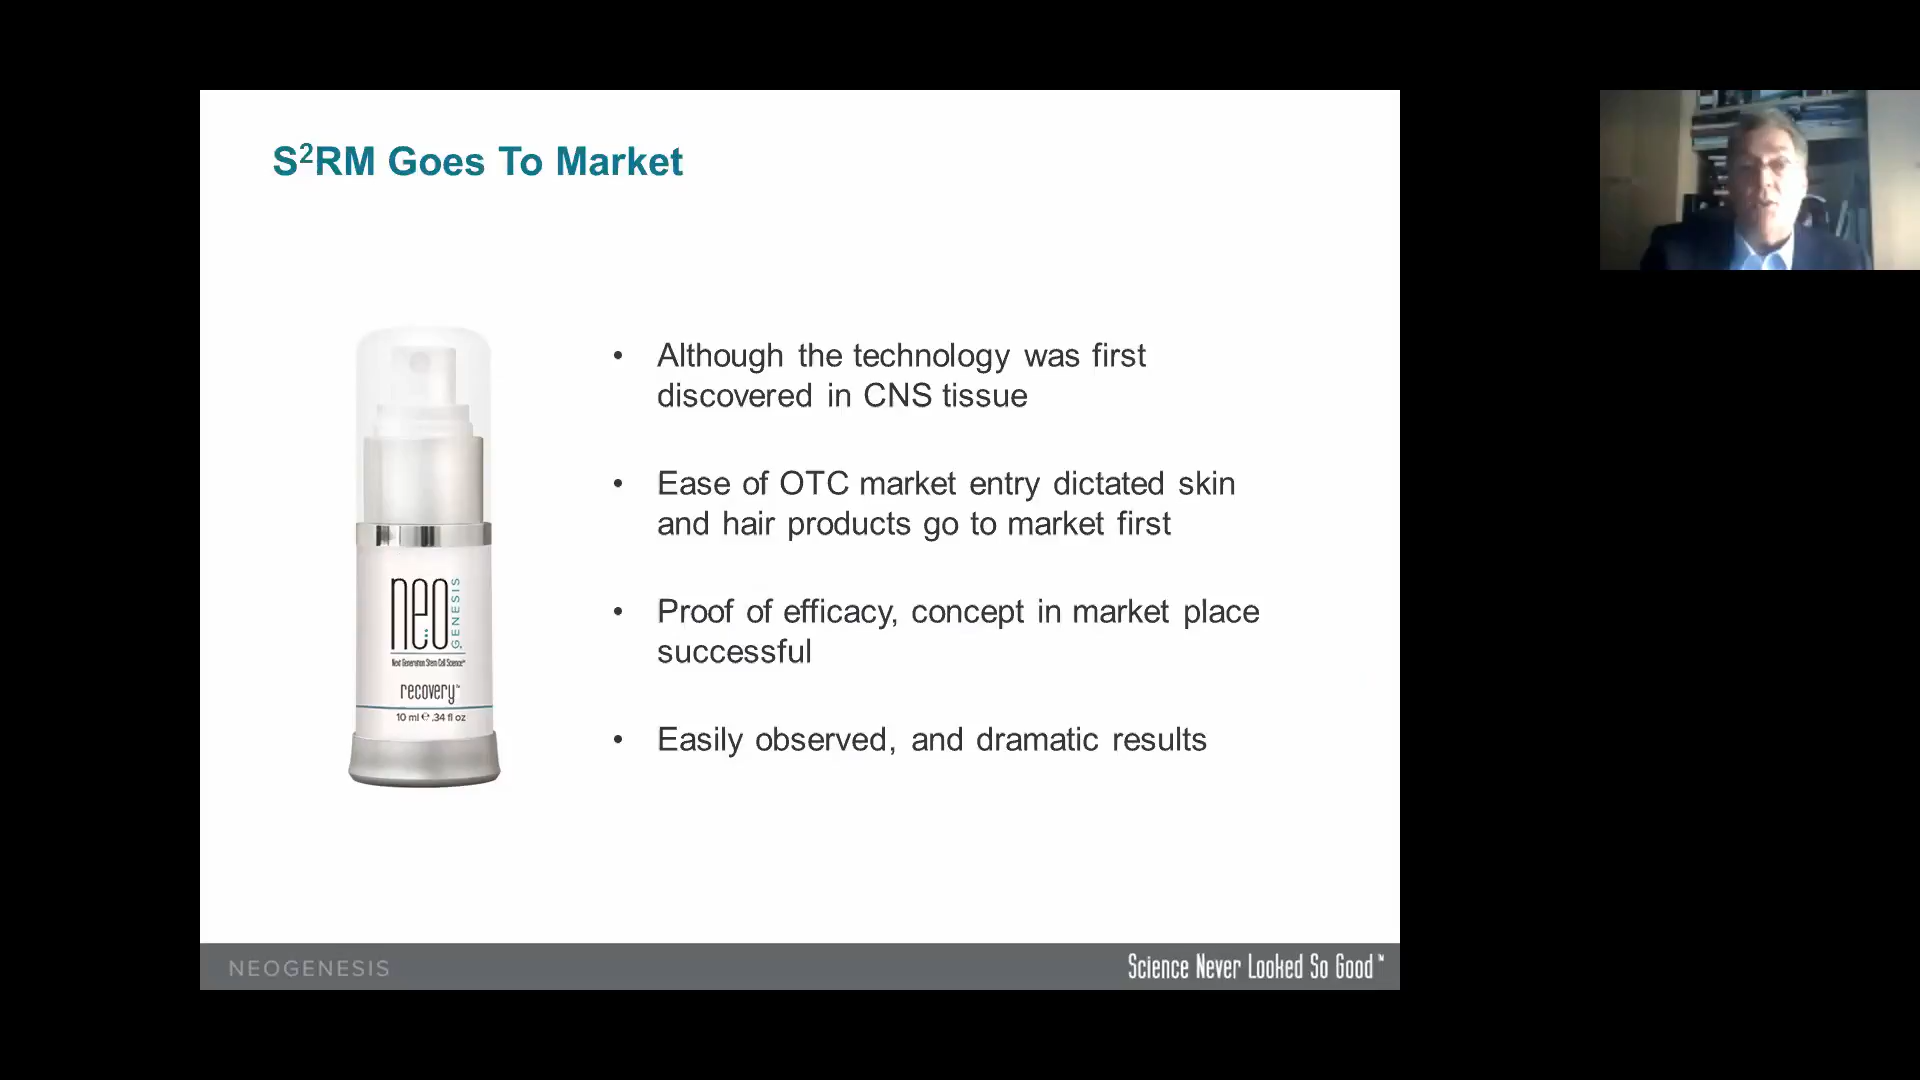 S²RM Goes To Market
• Although the technology was first
discovered in CNS tissue
• Ease of OTC market entry dictated skin
and hair products go to market first
• Proof of efficacy, concept in market place
successful
• Easily observed, and dramatic results
neo
GENESIS
Next Generation Stem Cell Science™
recovery™
10 ml ℮ .34 fl oz
NEOGENESIS
Science Never Looked So Good™